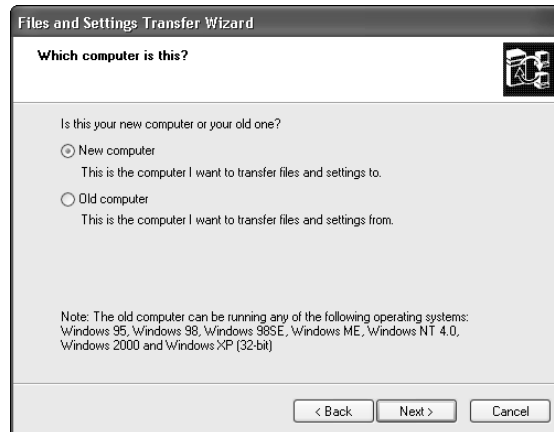 Files and Settings Transfer Wizard
Which computer is this?
Is this your new computer or your old one?
New computer
This is the computer I want to transfer files and settings to.
Old computer
This is the computer I want to transfer files and settings from.
Note: The old computer can be running any of the following operating systems:
Windows 95, Windows 98, Windows 98SE, Windows ME, Windows NT 4.0,
Windows 2000 and Windows XP (32-bit)
< Back Next > Cancel